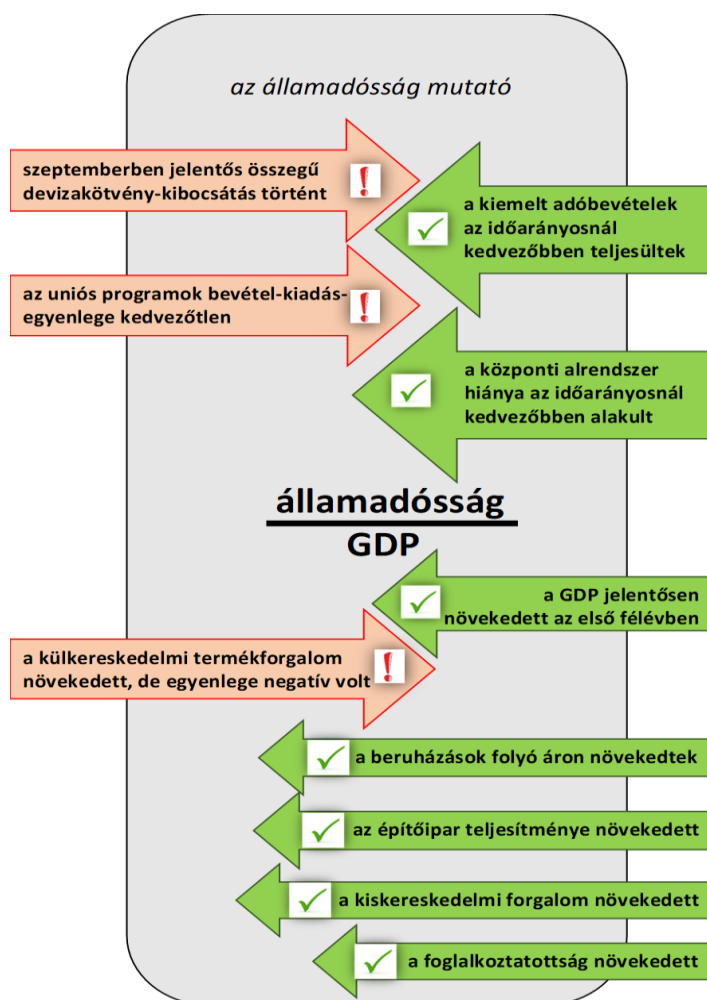 az államadósság mutató
szeptemberben jelentős összegű
devizakötvény-kibocsátás történt
a kiemelt adóbevételek
az időarányosnál
kedvezőbben teljesültek
az uniós programok bevétel-kiadás-
egyenlege kedvezőtlen
a központi alrendszer
hiánya az időarányosnál
kedvezőbben alakult
államadósság
GDP
a GDP jelentősen
növekedett az első félévben
a külkereskedelmi termékforgalom
növekedett, de egyenlege negatív volt
a beruházások folyó áron növekedtek
az építőipar teljesítménye növekedett
a kiskereskedelmi forgalom növekedett
a foglalkoztatottság növekedett